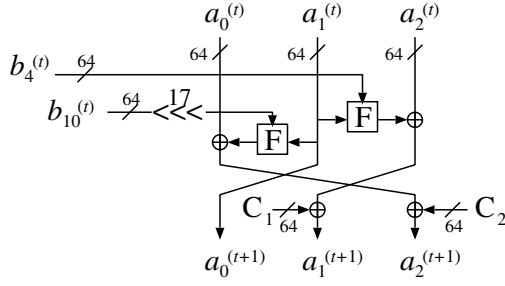 a₀⁽ᵗ⁾ a₁⁽ᵗ⁾ a₂⁽ᵗ⁾
64 64 64
b₄⁽ᵗ⁾ 64
b₁₀⁽ᵗ⁾ 64 <<< 17 F F
C₁ 64 64 C₂
a₀⁽ᵗ⁺¹⁾ a₁⁽ᵗ⁺¹⁾ a₂⁽ᵗ⁺¹⁾